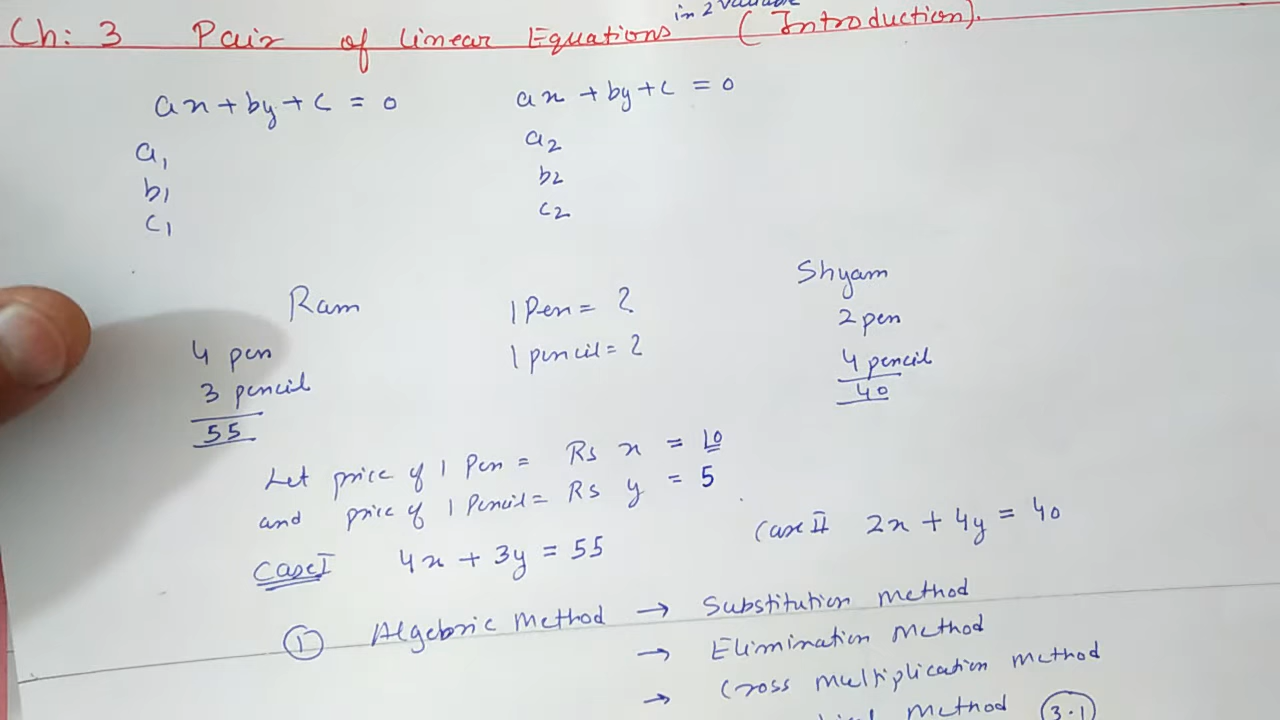 in 2 Variable
Ch: 3 Pair of Linear Equations (Introduction).
ax + by + c = 0
ax + by + c = 0
a1
b1
c1
a2
b2
c2
Ram
4 pen
3 pencil
55
1 Pen = ?
1 pencil = ?
Shyam
2 pen
4 pencil
40
Let price of 1 Pen = Rs x = 10
and price of 1 Pencil = Rs y = 5
Case I 4x + 3y = 55
Case II 2x + 4y = 40
① Algebric Method → Substitution Method
→ Elimination Method
→ Cross multiplication Method
Method 3.1